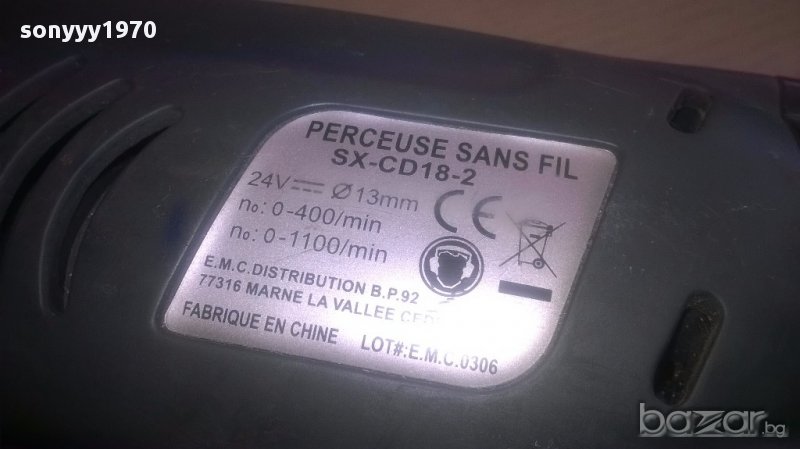 sonyyy1970
PERCEUSE SANS FIL
SX-CD18-2
24V Ø13mm
no: 0-400/min
no: 0-1100/min
CE
E.M.C.DISTRIBUTION B.P.92
77316 MARNE LA VALLEE
FABRIQUE EN CHINE LOT#:E.M.C.0306
bazar.bg